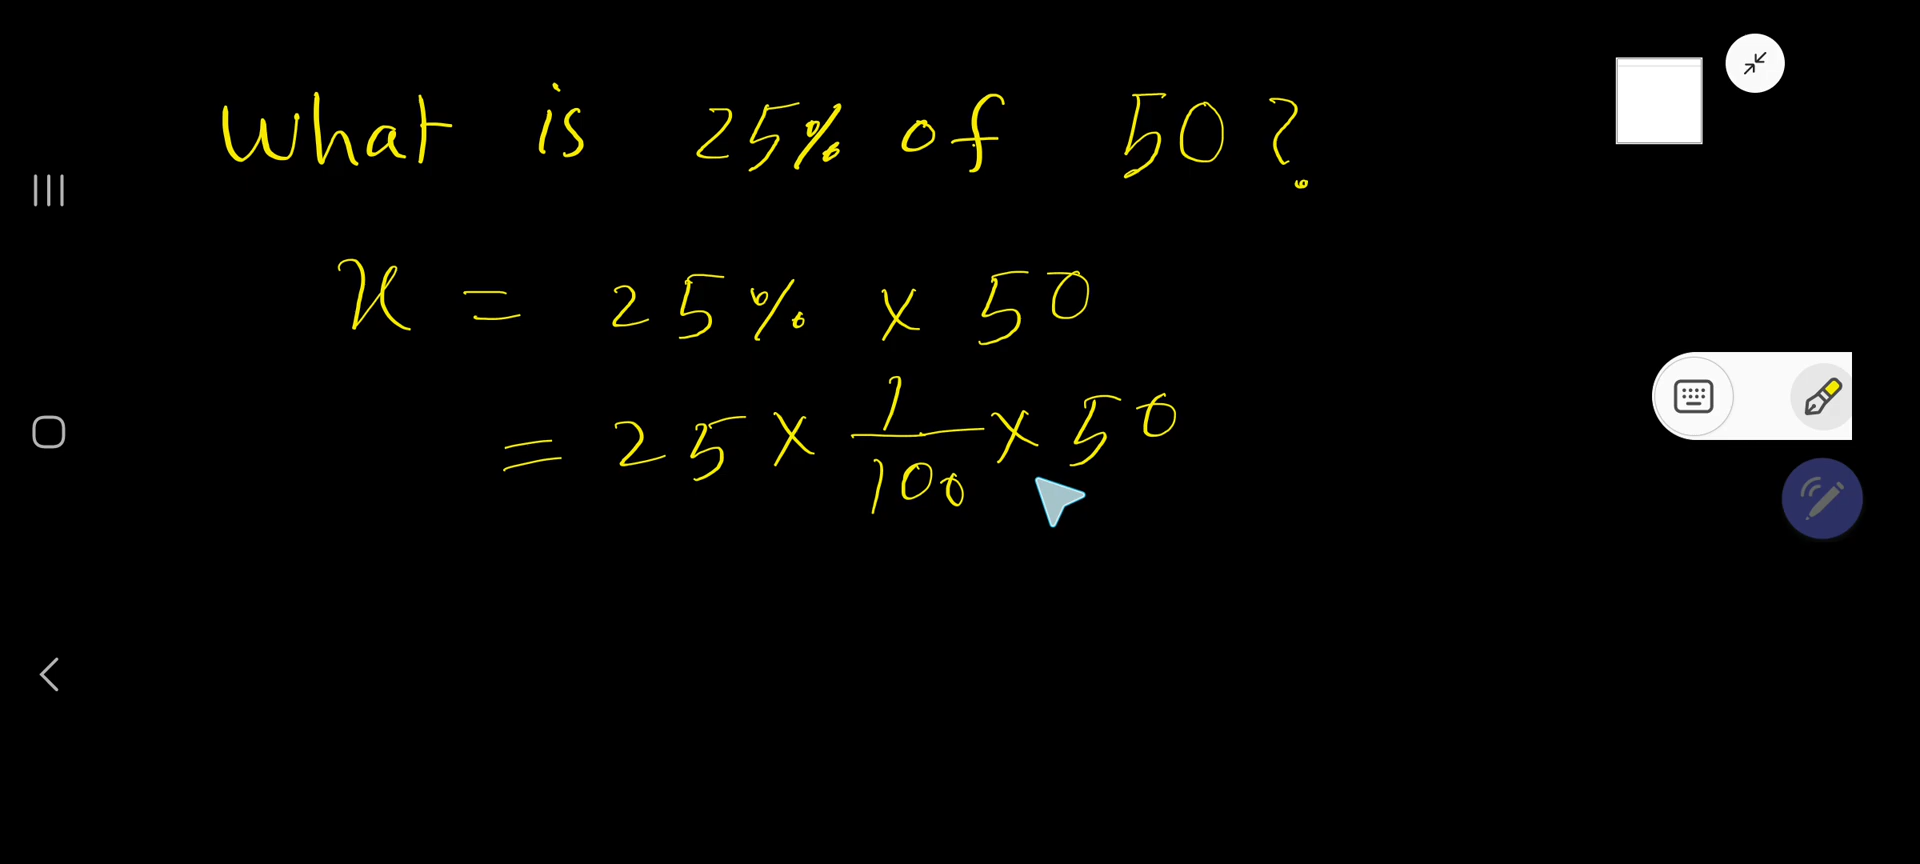 What is 25% of 50?
x = 25% × 50
= 25 × 1/100 × 50